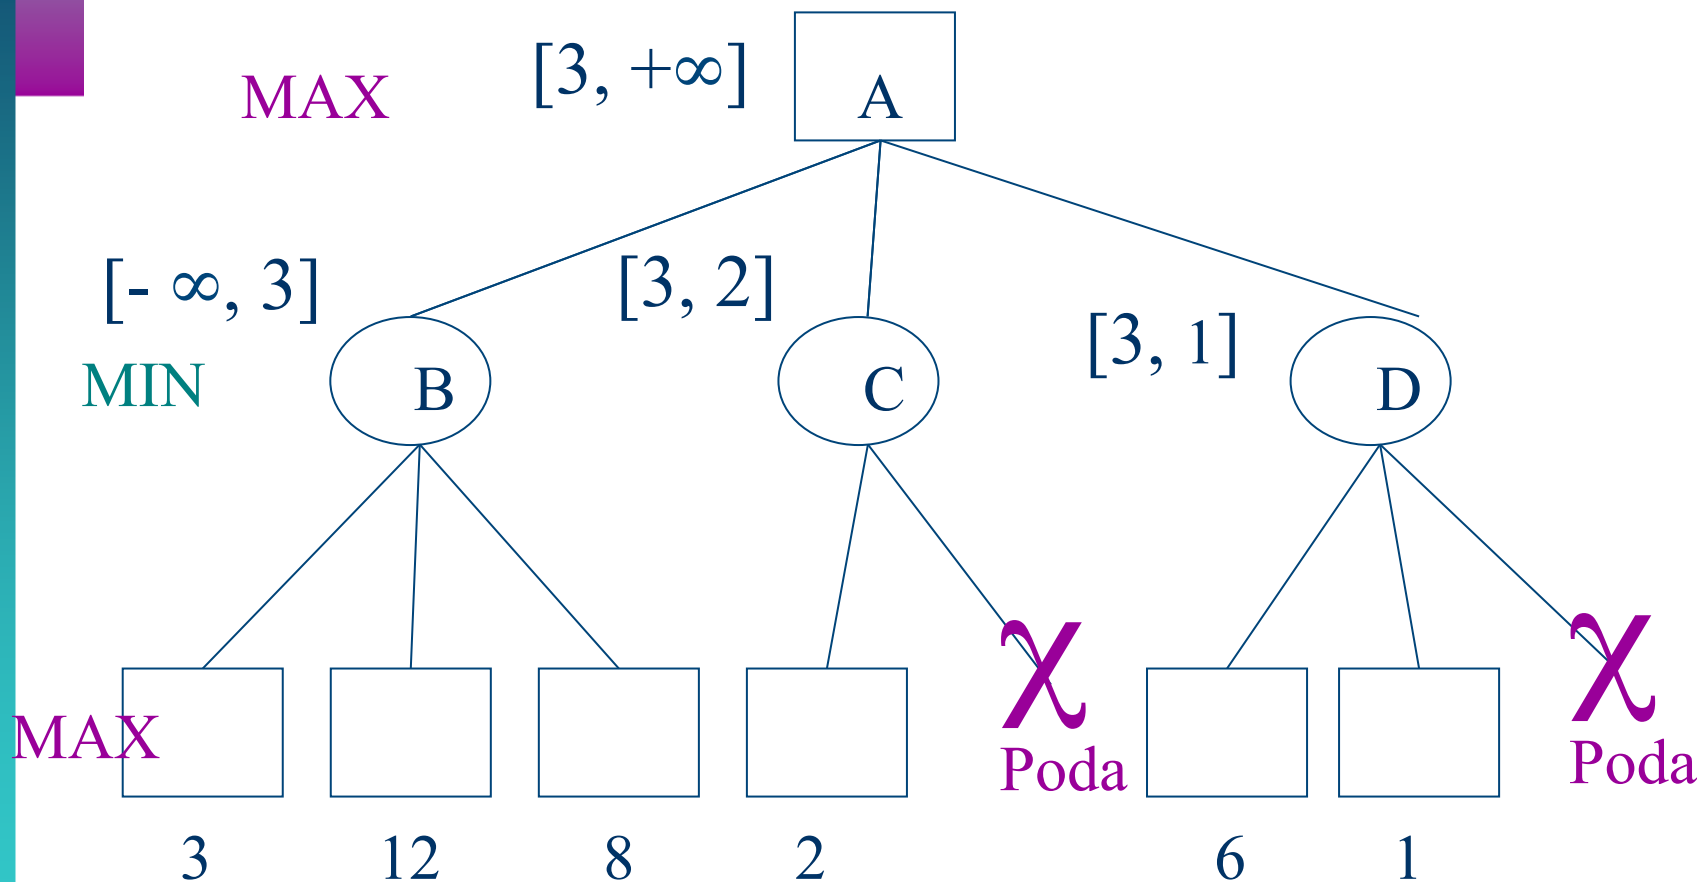 MAX [3, +∞] A
[- ∞, 3] [3, 2] [3, 1]
MIN B C D
χ χ
MAX Poda Poda
3 12 8 2 6 1